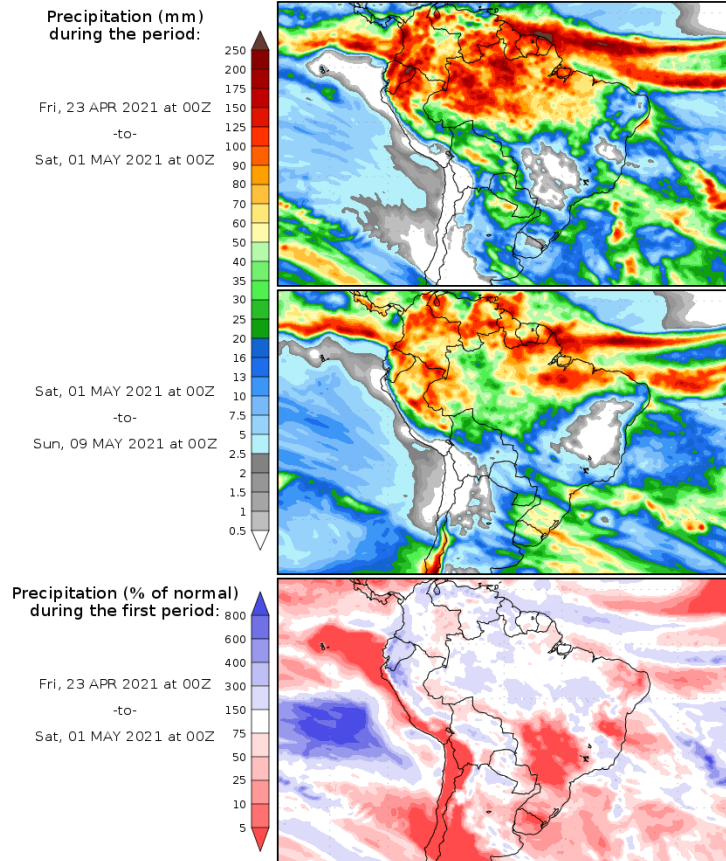 Precipitation (mm)
during the period:
Fri, 23 APR 2021 at 00Z
-to-
Sat, 01 MAY 2021 at 00Z
250
200
175
150
125
100
90
80
70
60
50
40
35
30
25
20
16
13
10
7.5
5
2.5
2
1.5
1
0.5
Sat, 01 MAY 2021 at 00Z
-to-
Sun, 09 MAY 2021 at 00Z
Precipitation (% of normal)
during the first period:
Fri, 23 APR 2021 at 00Z
-to-
Sat, 01 MAY 2021 at 00Z
800
600
400
300
150
75
50
25
10
5